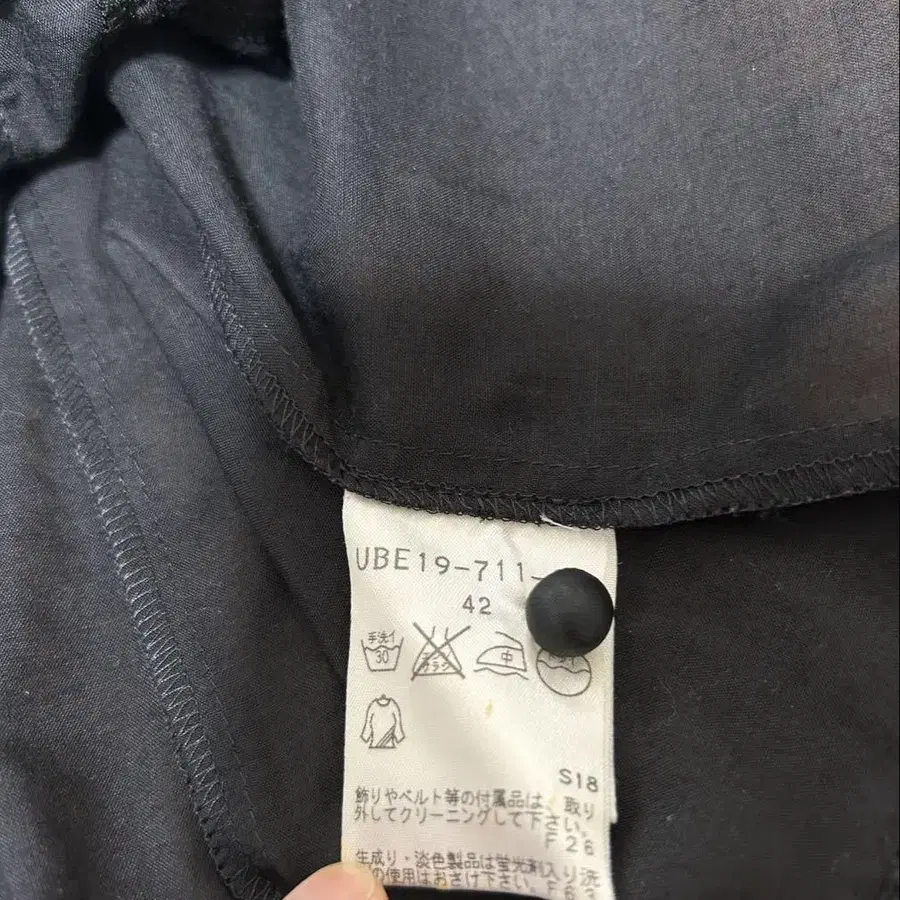 UBE19-711-
42
手洗イ
30
中
S18
飾りやベルト等の付属品は、取り
外してクリーニングして下さい。
F26
生成り・淡色製品は蛍光剤入り洗
の使用はおさけ下さい。F63